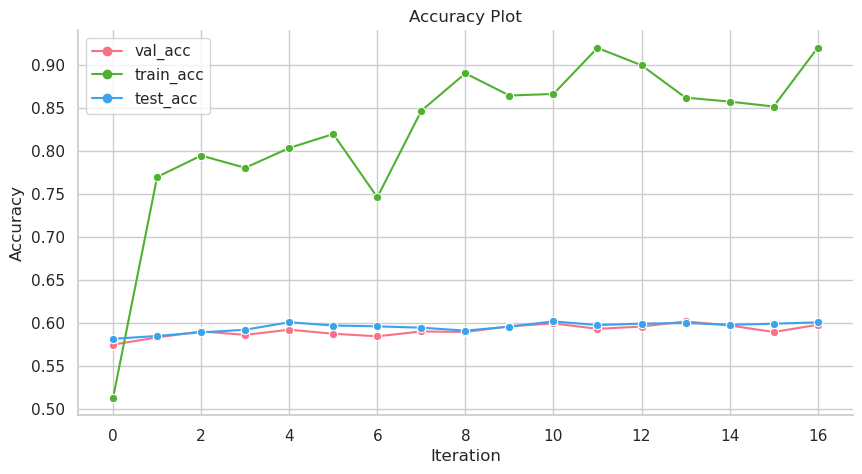 Accuracy Plot
val_acc
train_acc
test_acc
Accuracy
0.90
0.85
0.80
0.75
0.70
0.65
0.60
0.55
0.50
0 2 4 6 8 10 12 14 16
Iteration